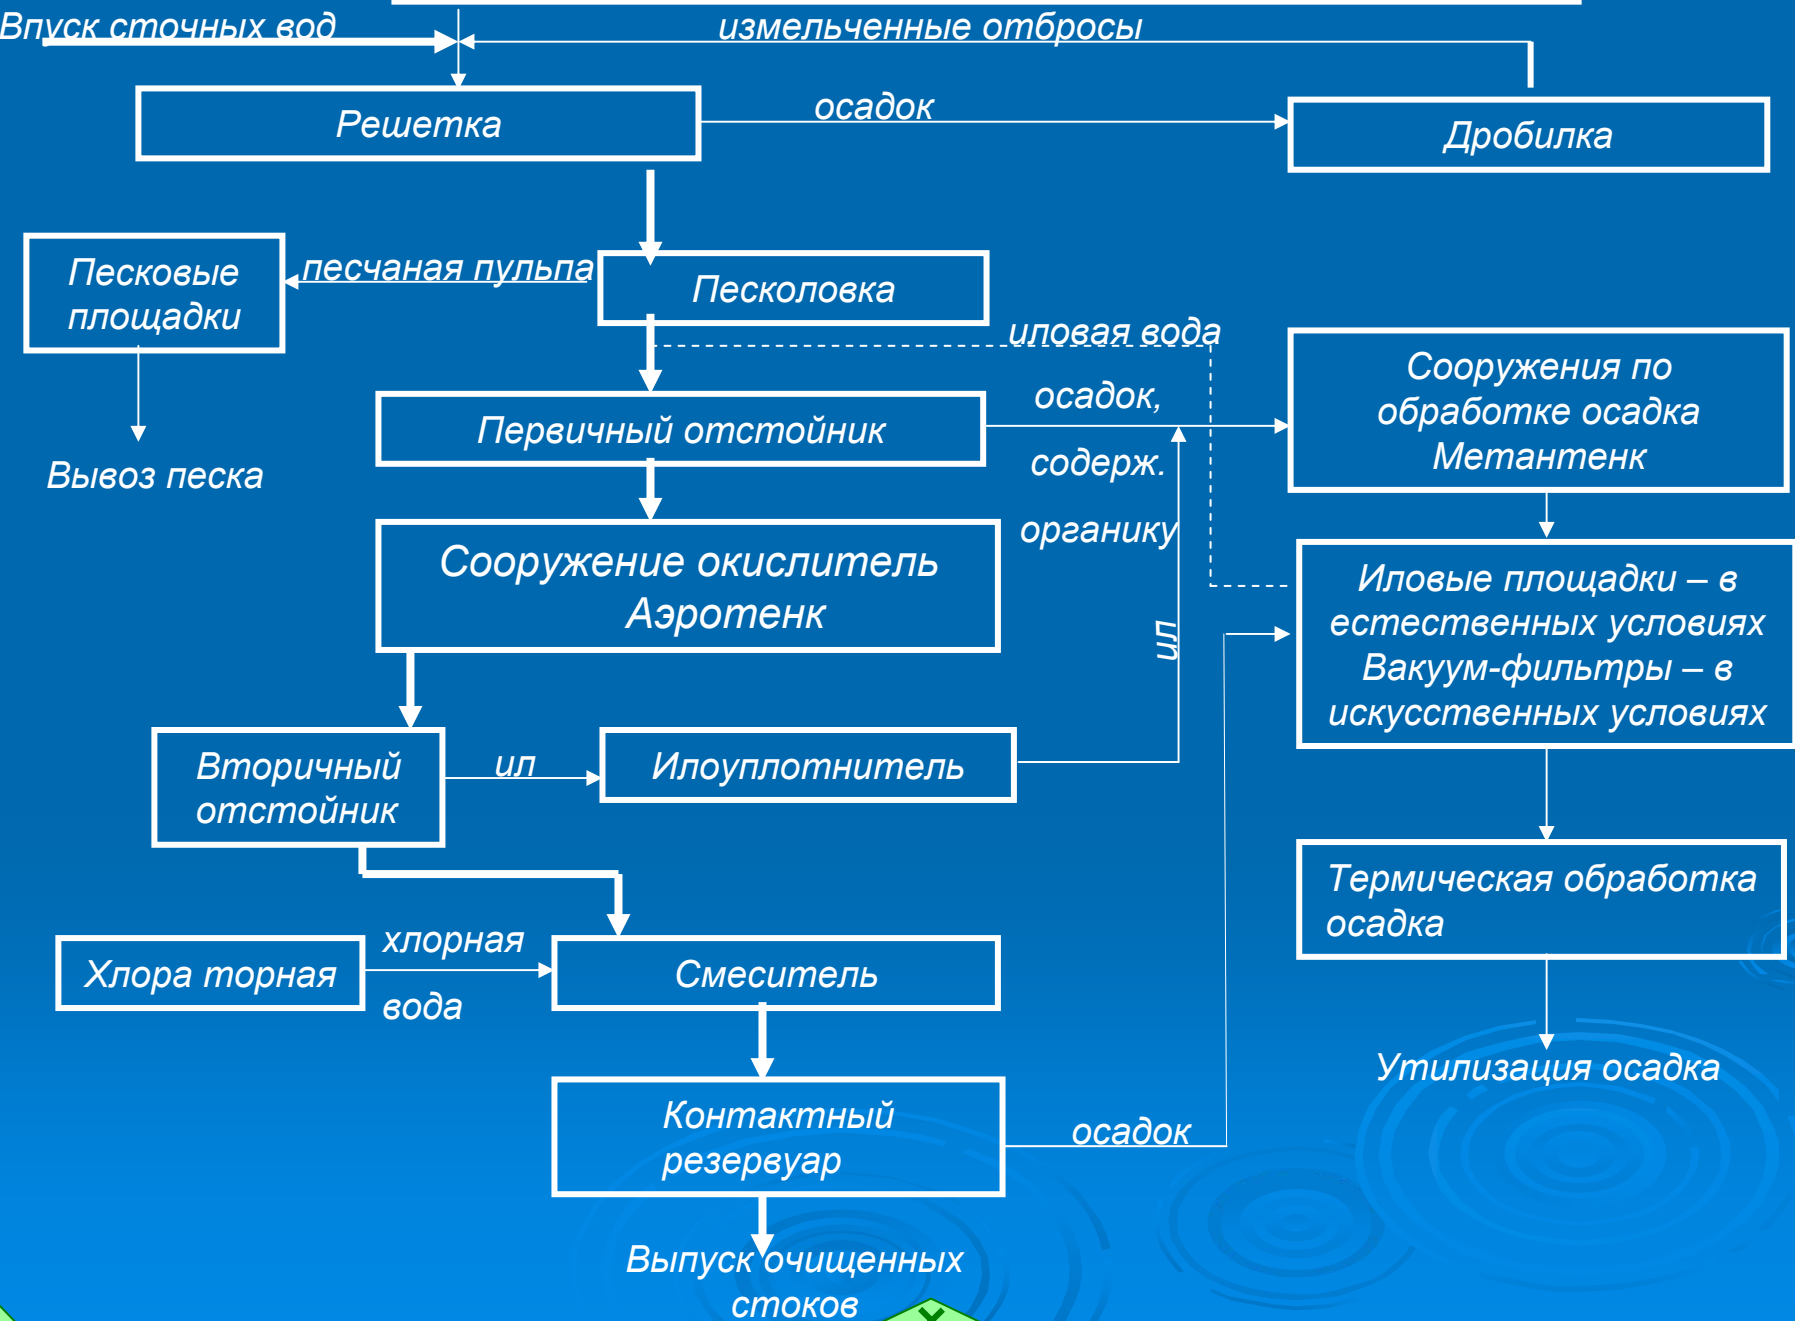 Впуск сточных вод
измельченные отбросы
Решетка
осадок
Дробилка
Песковые
площадки
песчаная пульпа
Песколовка
иловая вода
Сооружения по
обработке осадка
Метантенк
осадок,
содерж.
органику
Первичный отстойник
Вывоз песка
Сооружение окислитель
Аэротенк
ил
Иловые площадки – в
естественных условиях
Вакуум-фильтры – в
искусственных условиях
Вторичный
отстойник
ил
Илоуплотнитель
Термическая обработка
осадка
Хлора торная
хлорная
вода
Смеситель
Утилизация осадка
Контактный
резервуар
осадок
Выпуск очищенных
стоков